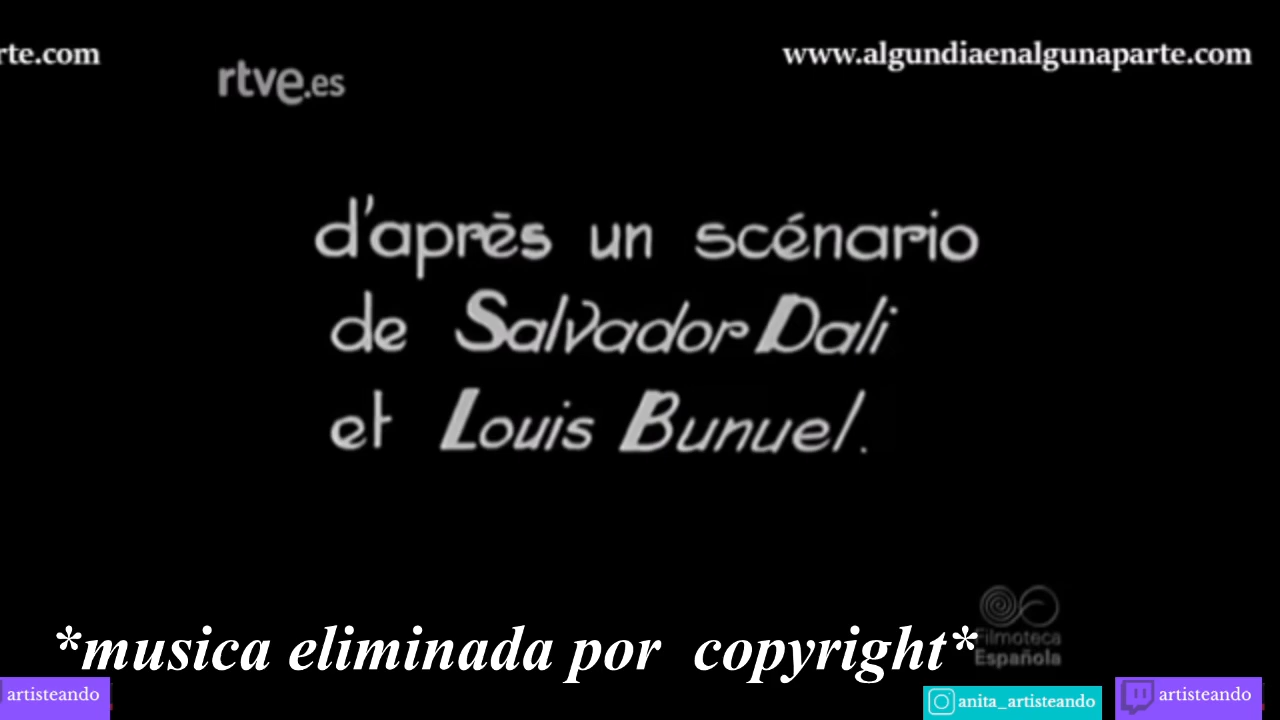 rte.com
www.algundiaenalgunaparte.com
rtve.es
d'après un scénario
de Salvador Dali
et Louis Bunuel.
*musica eliminada por copyright*
Filmoteca
Española
artisteando
anita_artisteando
artisteando